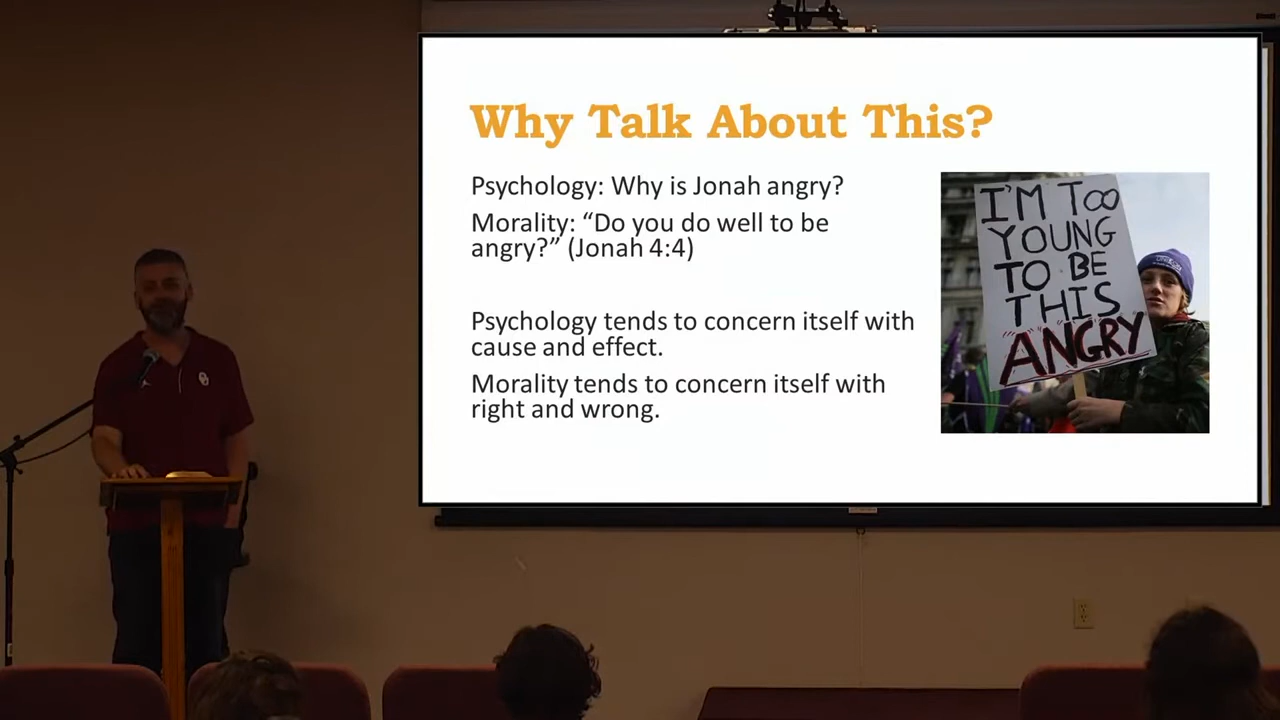 Why Talk About This?
Psychology: Why is Jonah angry?
Morality: “Do you do well to be
angry?” (Jonah 4:4)
Psychology tends to concern itself with
cause and effect.
Morality tends to concern itself with
right and wrong.
I'M TOO
YOUNG
TO BE
THIS
ANGRY